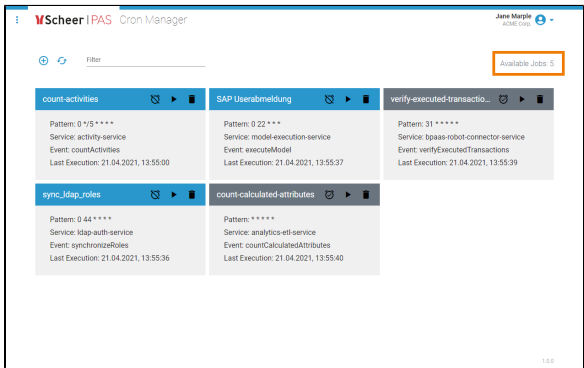 Scheer PAS Cron Manager
Jane Marple
ACME Corp.
Filter
Available Jobs: 5
count-activities
Pattern: 0 */5 * * * *
Service: activity-service
Event: countActivities
Last Execution: 21.04.2021, 13:55:00
SAP Userabmeldung
Pattern: 0 22 * * *
Service: model-execution-service
Event: executeModel
Last Execution: 21.04.2021, 13:55:37
verify-executed-transactio...
Pattern: 31 * * * * *
Service: bpaas-robot-connector-service
Event: verifyExecutedTransactions
Last Execution: 21.04.2021, 13:55:39
sync_ldap_roles
Pattern: 0 44 * * * *
Service: ldap-auth-service
Event: synchronizeRoles
Last Execution: 21.04.2021, 13:55:36
count-calculated-attributes
Pattern: * * * * *
Service: analytics-etl-service
Event: countCalculatedAttributes
Last Execution: 21.04.2021, 13:55:40
1.0.0